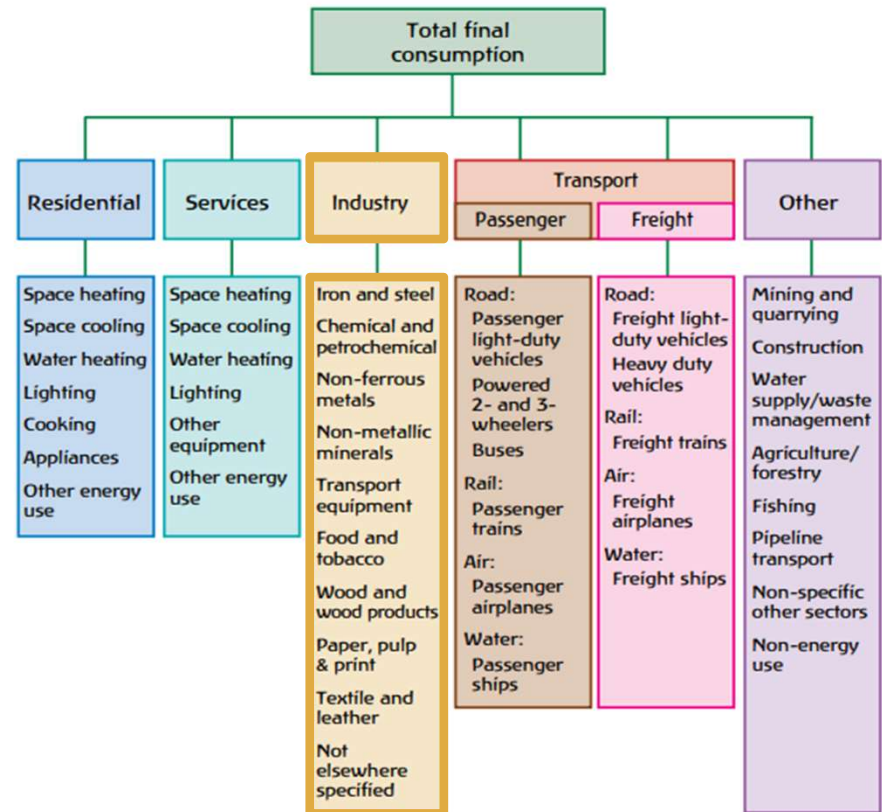 Total final
consumption
Residential
Services
Industry
Transport
Passenger
Freight
Other
Space heating
Space cooling
Water heating
Lighting
Cooking
Appliances
Other energy
use
Space heating
Space cooling
Water heating
Lighting
Other
equipment
Other energy
use
Iron and steel
Chemical and
petrochemical
Non-ferrous
metals
Non-metallic
minerals
Transport
equipment
Food and
tobacco
Wood and
wood products
Paper, pulp
& print
Textile and
leather
Not
elsewhere
specified
Road:
Passenger
light-duty
vehicles
Powered
2- and 3-
wheelers
Buses
Rail:
Passenger
trains
Air:
Passenger
airplanes
Water:
Passenger
ships
Road:
Freight light-
duty vehicles
Heavy duty
vehicles
Rail:
Freight trains
Air:
Freight
airplanes
Water:
Freight ships
Mining and
quarrying
Construction
Water
supply/waste
management
Agriculture/
forestry
Fishing
Pipeline
transport
Non-specific
other sectors
Non-energy
use